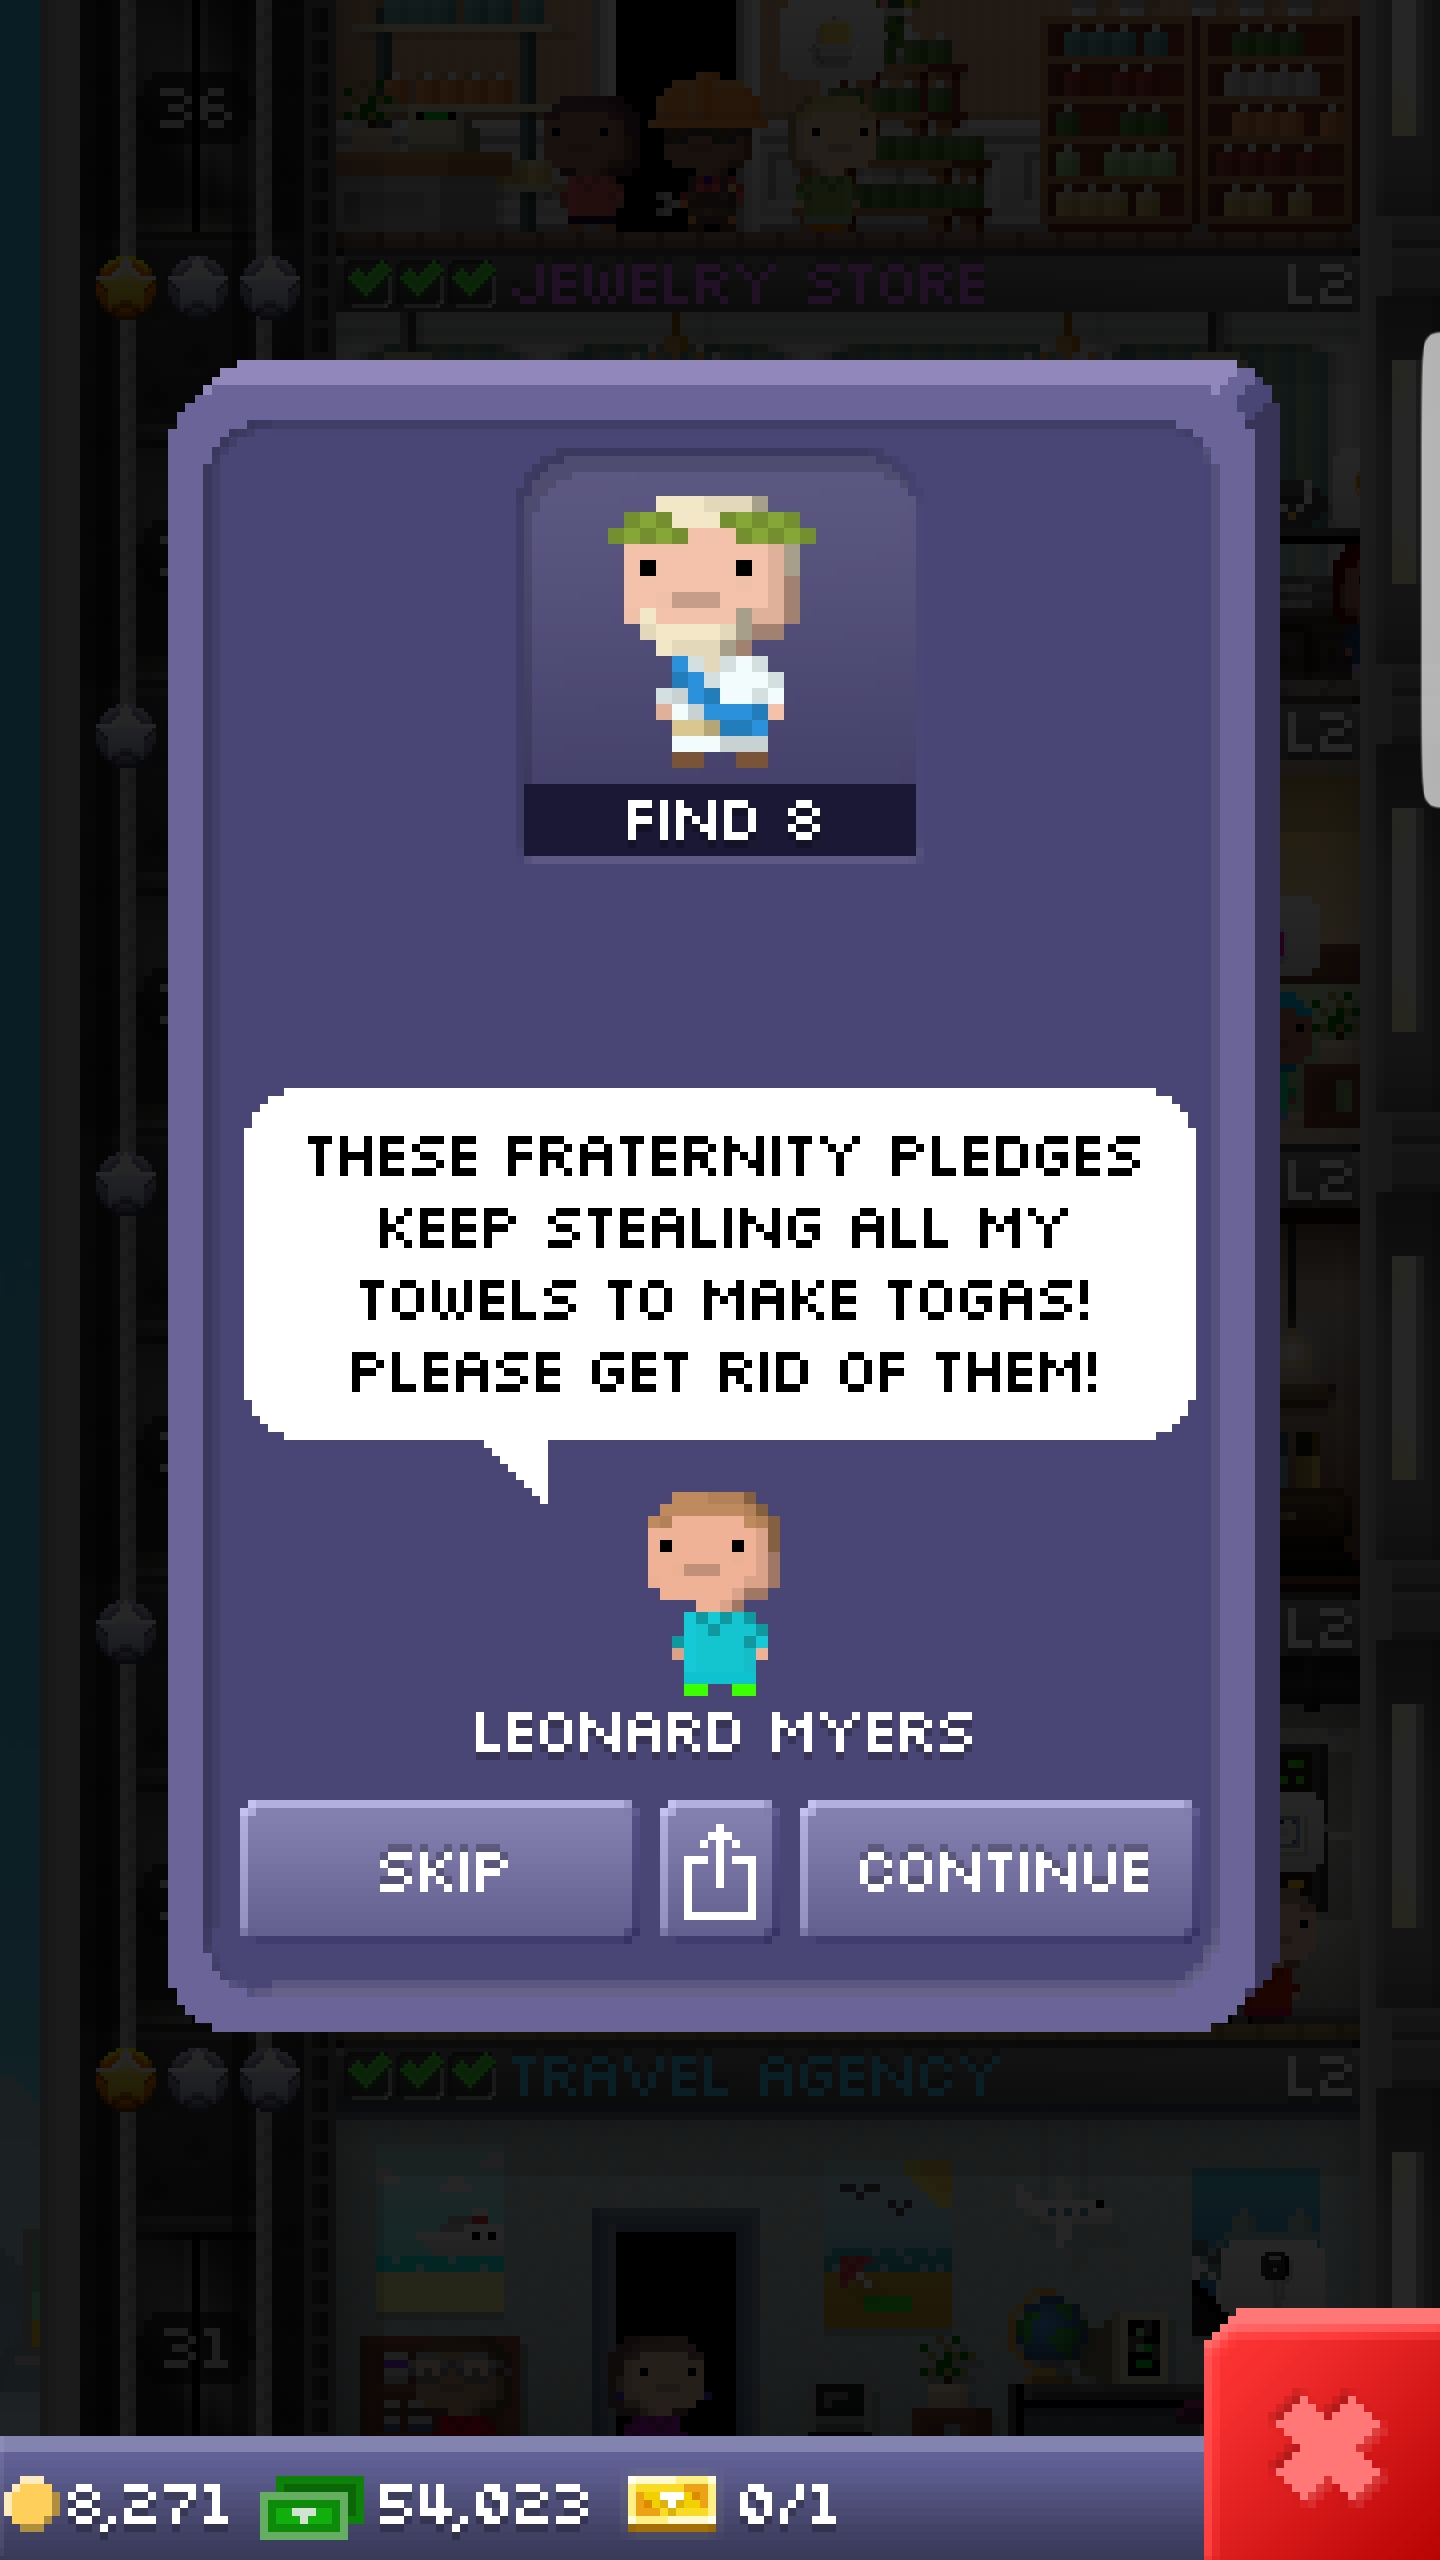 36
JEWELRY STORE L2
FIND 8
L2
THESE FRATERNITY PLEDGES
KEEP STEALING ALL MY
TOWELS TO MAKE TOGAS!
PLEASE GET RID OF THEM!
L2
L2
LEONARD MYERS
SKIP
CONTINUE
TRAVEL AGENCY L2
31
8,271 54,023 0/1